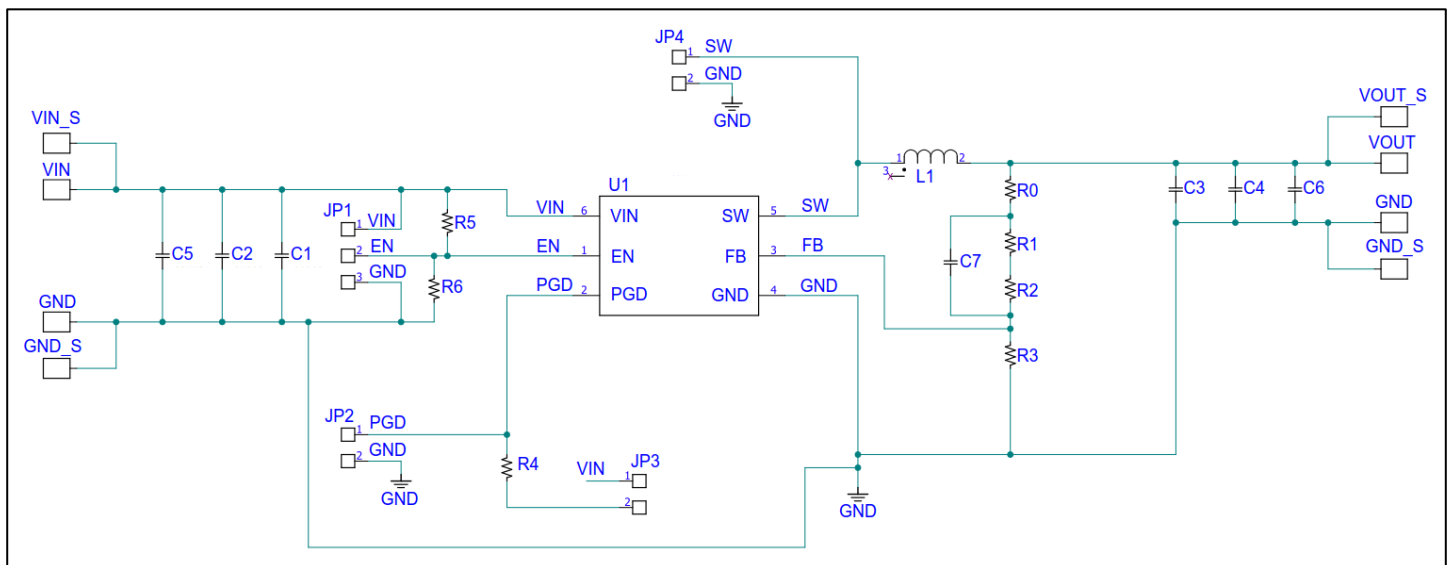 JP4
1 SW
2 GND
GND
VIN_S
VIN
VOUT_S
VOUT
1 2
3
L1
R0
C3 C4 C6
U1
JP1
1 VIN
2 EN
3 GND
R5
R6
C5 C2 C1
VIN 6 VIN SW 5 SW
EN 1 EN FB 3 FB
PGD 2 PGD GND 4 GND
R1
C7
R2
R3
GND
GND_S
GND
GND_S
JP2
1 PGD
2 GND
GND
R4
VIN 1 JP3
2
GND